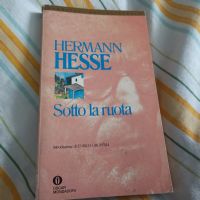 HERMANN
HESSE
Sotto la ruota
OSCAR
MONDADORI